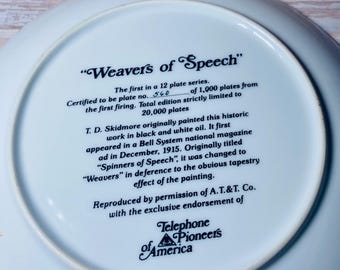 "Weavers of Speech"
The first in a 12 plate series.
Certified to be plate no. 560 of 1,000 plates from
the first firing. Total edition strictly limited to
20,000 plates
T. D. Skidmore originally painted this historic
work in black and white oil. It first
appeared in a Bell System national magazine
ad in December, 1915. Originally titled
"Spinners of Speech", it was changed to
"Weavers" in deference to the obvious tapestry
effect of the painting.
Reproduced by permission of A.T.&T. Co.
with the exclusive endorsement of
Telephone
Pioneers
of America